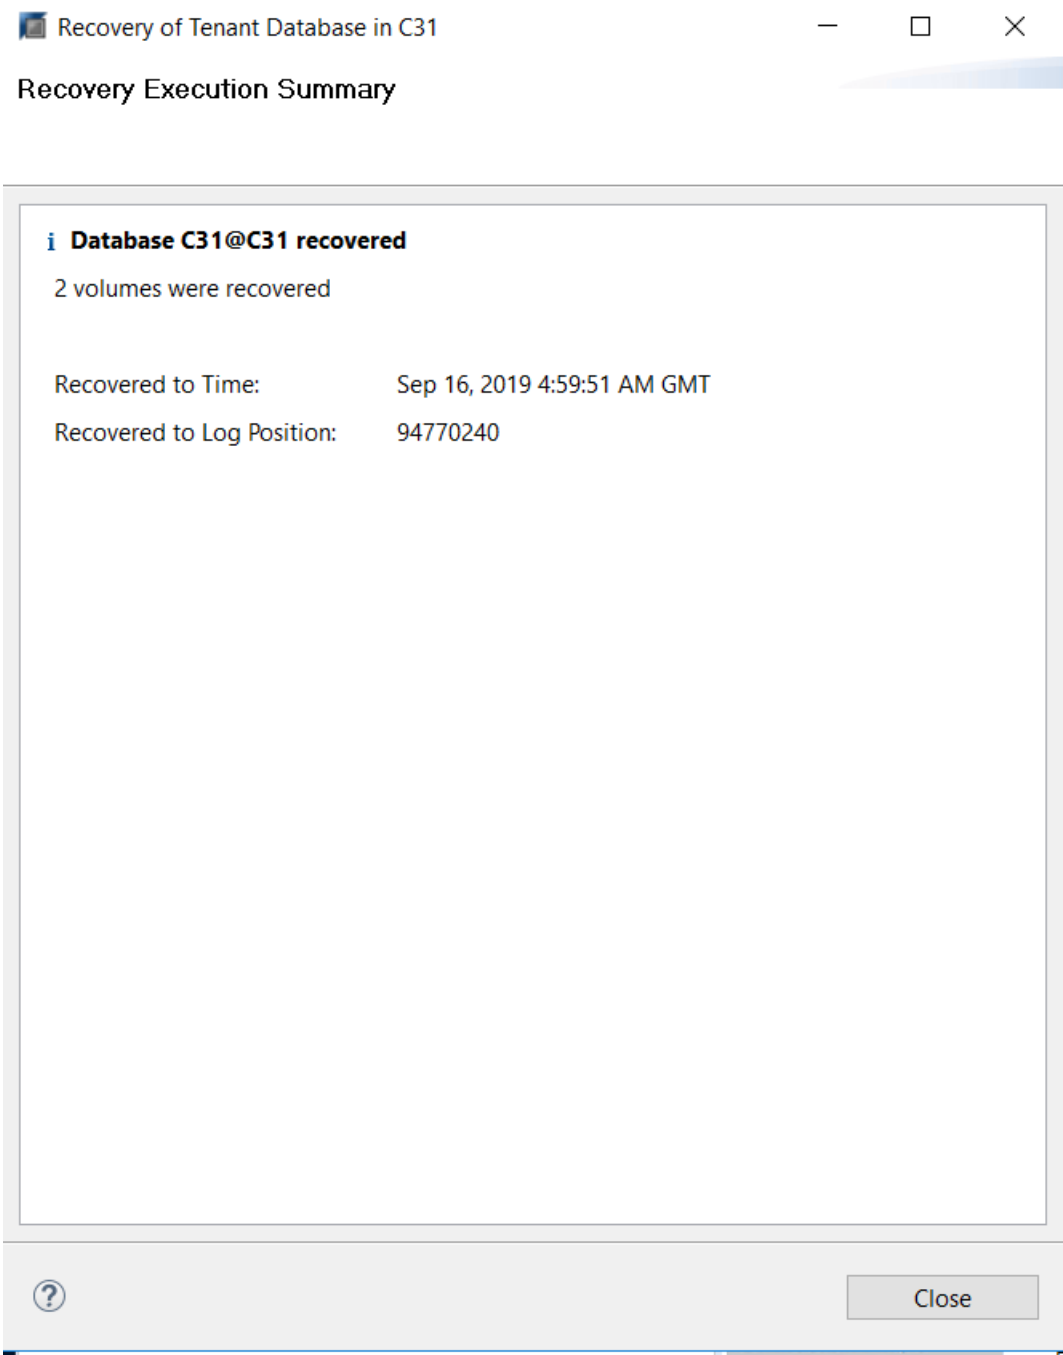 Recovery of Tenant Database in C31
Recovery Execution Summary
i Database C31@C31 recovered
2 volumes were recovered
Recovered to Time: Sep 16, 2019 4:59:51 AM GMT
Recovered to Log Position: 94770240
? Close